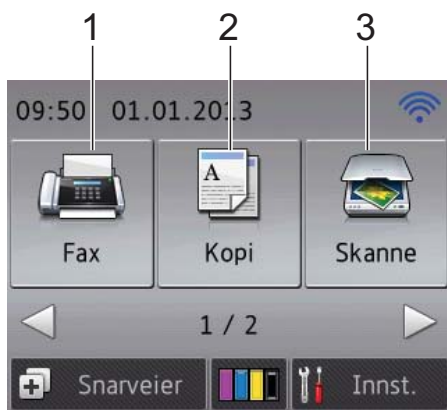 1 2 3
09:50 01.01.2013
A
Fax Kopi Skanne
1 / 2
Snarveier Innst.